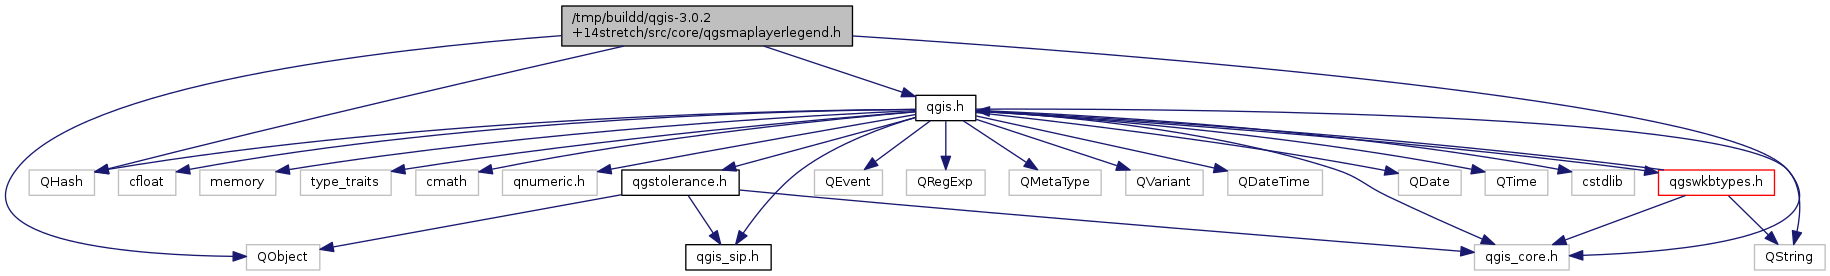 /tmp/buildd/qgis-3.0.2
+14stretch/src/core/qgsmaplayerlegend.h
qgis.h
QHash
cfloat
memory
type_traits
cmath
qnumeric.h
qgstolerance.h
QEvent
QRegExp
QMetaType
QVariant
QDateTime
QDate
QTime
cstdlib
qgswkbtypes.h
QObject
qgis_sip.h
qgis_core.h
QString